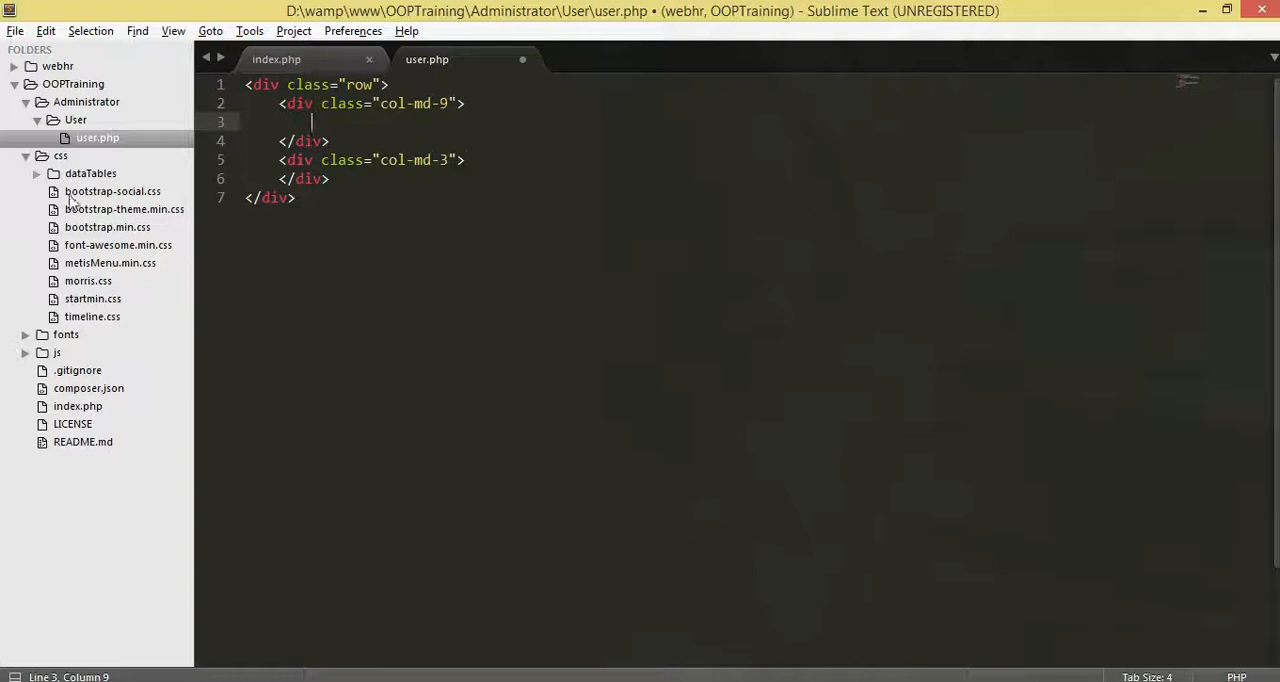 D:\wamp\www\OOPTraining\Administrator\User\user.php • (webhr, OOPTraining) - Sublime Text (UNREGISTERED)
File Edit Selection Find View Goto Tools Project Preferences Help
FOLDERS
webhr
OOPTraining
Administrator
User
user.php
css
dataTables
bootstrap-social.css
bootstrap-theme.min.css
bootstrap.min.css
font-awesome.min.css
metisMenu.min.css
morris.css
startmin.css
timeline.css
fonts
js
.gitignore
composer.json
index.php
LICENSE
README.md
index.php × user.php
1 <div class="row">
2 <div class="col-md-9">
3
4 </div>
5 <div class="col-md-3">
6 </div>
7 </div>
Line 3, Column 9 Tab Size: 4 PHP